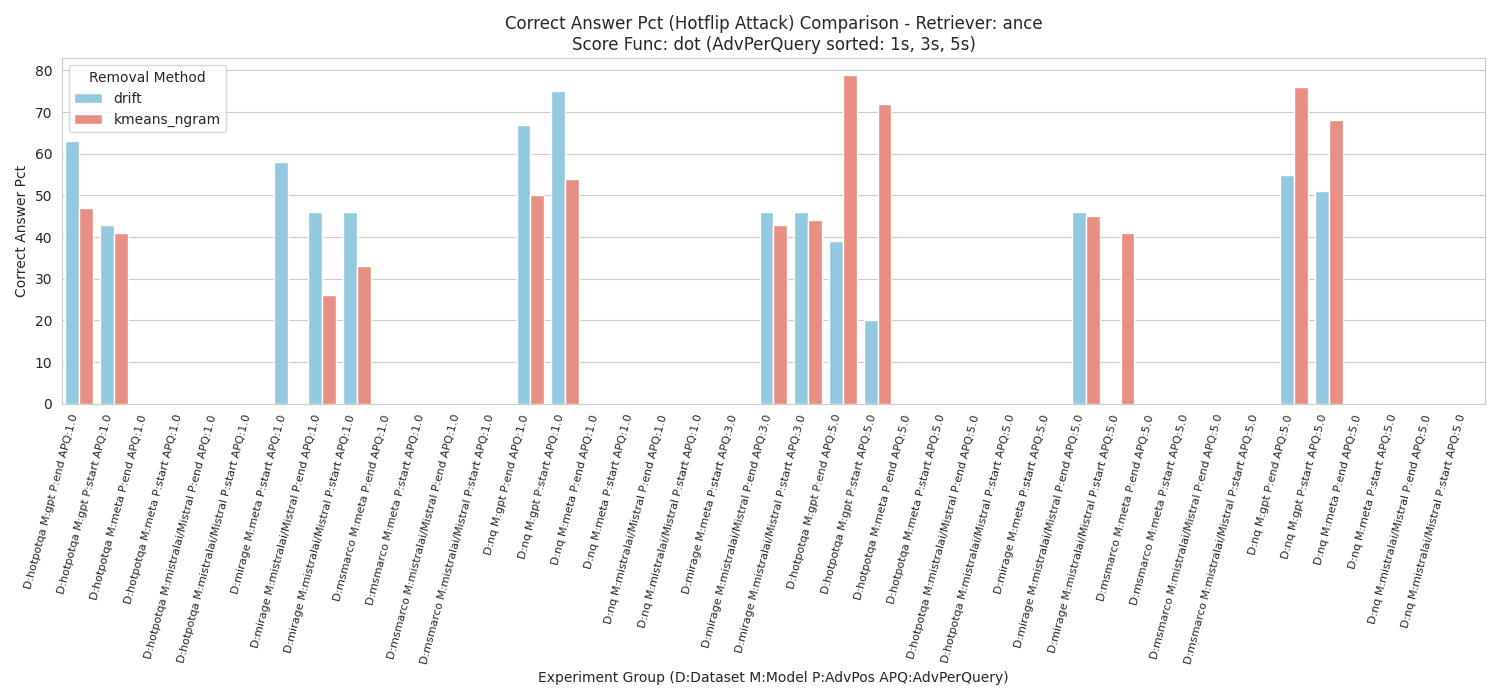 Correct Answer Pct (Hotflip Attack) Comparison - Retriever: ance
Score Func: dot (AdvPerQuery sorted: 1s, 3s, 5s)
Removal Method
drift
kmeans_ngram
Correct Answer Pct
80
70
60
50
40
30
20
10
0
D:hotpotqa M:gpt P:end APQ:1.0
D:hotpotqa M:gpt P:start APQ:1.0
D:hotpotqa M:meta P:end APQ:1.0
D:hotpotqa M:meta P:start APQ:1.0
D:hotpotqa M:mistralai/Mistral P:end APQ:1.0
D:hotpotqa M:mistralai/Mistral P:start APQ:1.0
D:mirage M:meta P:start APQ:1.0
D:mirage M:mistralai/Mistral P:end APQ:1.0
D:mirage M:mistralai/Mistral P:start APQ:1.0
D:msmarco M:meta P:end APQ:1.0
D:msmarco M:meta P:start APQ:1.0
D:msmarco M:mistralai/Mistral P:end APQ:1.0
D:msmarco M:mistralai/Mistral P:start APQ:1.0
D:nq M:gpt P:end APQ:1.0
D:nq M:gpt P:start APQ:1.0
D:nq M:meta P:end APQ:1.0
D:nq M:meta P:start APQ:1.0
D:nq M:mistralai/Mistral P:end APQ:1.0
D:nq M:mistralai/Mistral P:start APQ:1.0
D:mirage M:meta P:start APQ:3.0
D:mirage M:mistralai/Mistral P:end APQ:3.0
D:mirage M:mistralai/Mistral P:start APQ:3.0
D:hotpotqa M:gpt P:end APQ:5.0
D:hotpotqa M:gpt P:start APQ:5.0
D:hotpotqa M:meta P:end APQ:5.0
D:hotpotqa M:meta P:start APQ:5.0
D:hotpotqa M:mistralai/Mistral P:end APQ:5.0
D:hotpotqa M:mistralai/Mistral P:start APQ:5.0
D:mirage M:meta P:start APQ:5.0
D:mirage M:mistralai/Mistral P:end APQ:5.0
D:mirage M:mistralai/Mistral P:start APQ:5.0
D:msmarco M:meta P:end APQ:5.0
D:msmarco M:meta P:start APQ:5.0
D:msmarco M:mistralai/Mistral P:end APQ:5.0
D:msmarco M:mistralai/Mistral P:start APQ:5.0
D:nq M:gpt P:end APQ:5.0
D:nq M:gpt P:start APQ:5.0
D:nq M:meta P:end APQ:5.0
D:nq M:meta P:start APQ:5.0
D:nq M:mistralai/Mistral P:end APQ:5.0
D:nq M:mistralai/Mistral P:start APQ:5.0
Experiment Group (D:Dataset M:Model P:AdvPos APQ:AdvPerQuery)